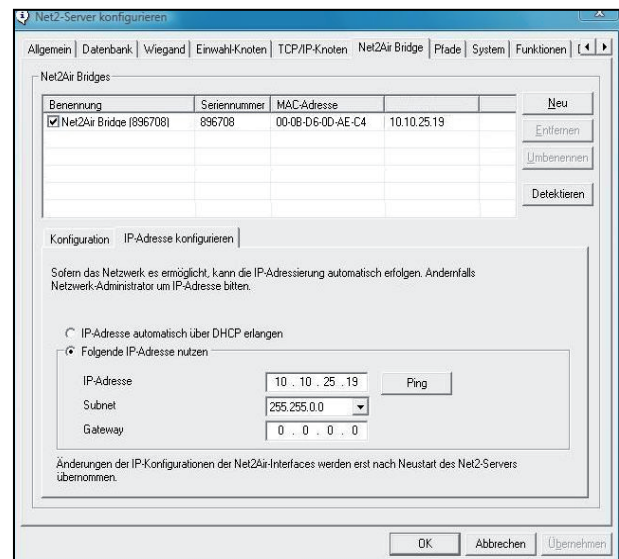 Net2-Server konfigurieren
Allgemein Datenbank Wiegand Einwahl-Knoten TCP/IP-Knoten Net2Air Bridge Pfade System Funktionen
Net2Air Bridges
Benennung Seriennummer MAC-Adresse
Net2Air Bridge (896708) 896708 00-0B-D6-0D-AE-C4 10.10.25.19
Neu
Entfernen
Umbenennen
Detektieren
Konfiguration IP-Adresse konfigurieren
Sofern das Netzwerk es ermöglicht, kann die IP-Adressierung automatisch erfolgen. Andernfalls
Netzwerk-Administrator um IP-Adresse bitten.
IP-Adresse automatisch über DHCP erlangen
Folgende IP-Adresse nutzen
IP-Adresse 10 . 10 . 25 . 19 Ping
Subnet 255.255.0.0
Gateway 0 . 0 . 0 . 0
Änderungen der IP-Konfigurationen der Net2Air-Interfaces werden erst nach Neustart des Net2-Servers
übernommen.
OK Abbrechen Übernehmen